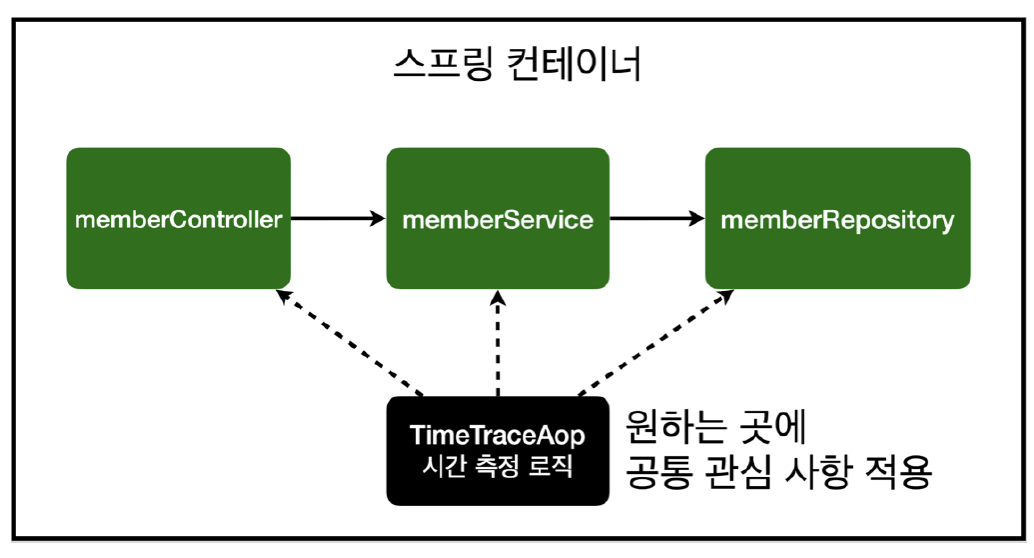 스프링 컨테이너
memberController
memberService
memberRepository
TimeTraceAop
시간 측정 로직
원하는 곳에
공통 관심 사항 적용